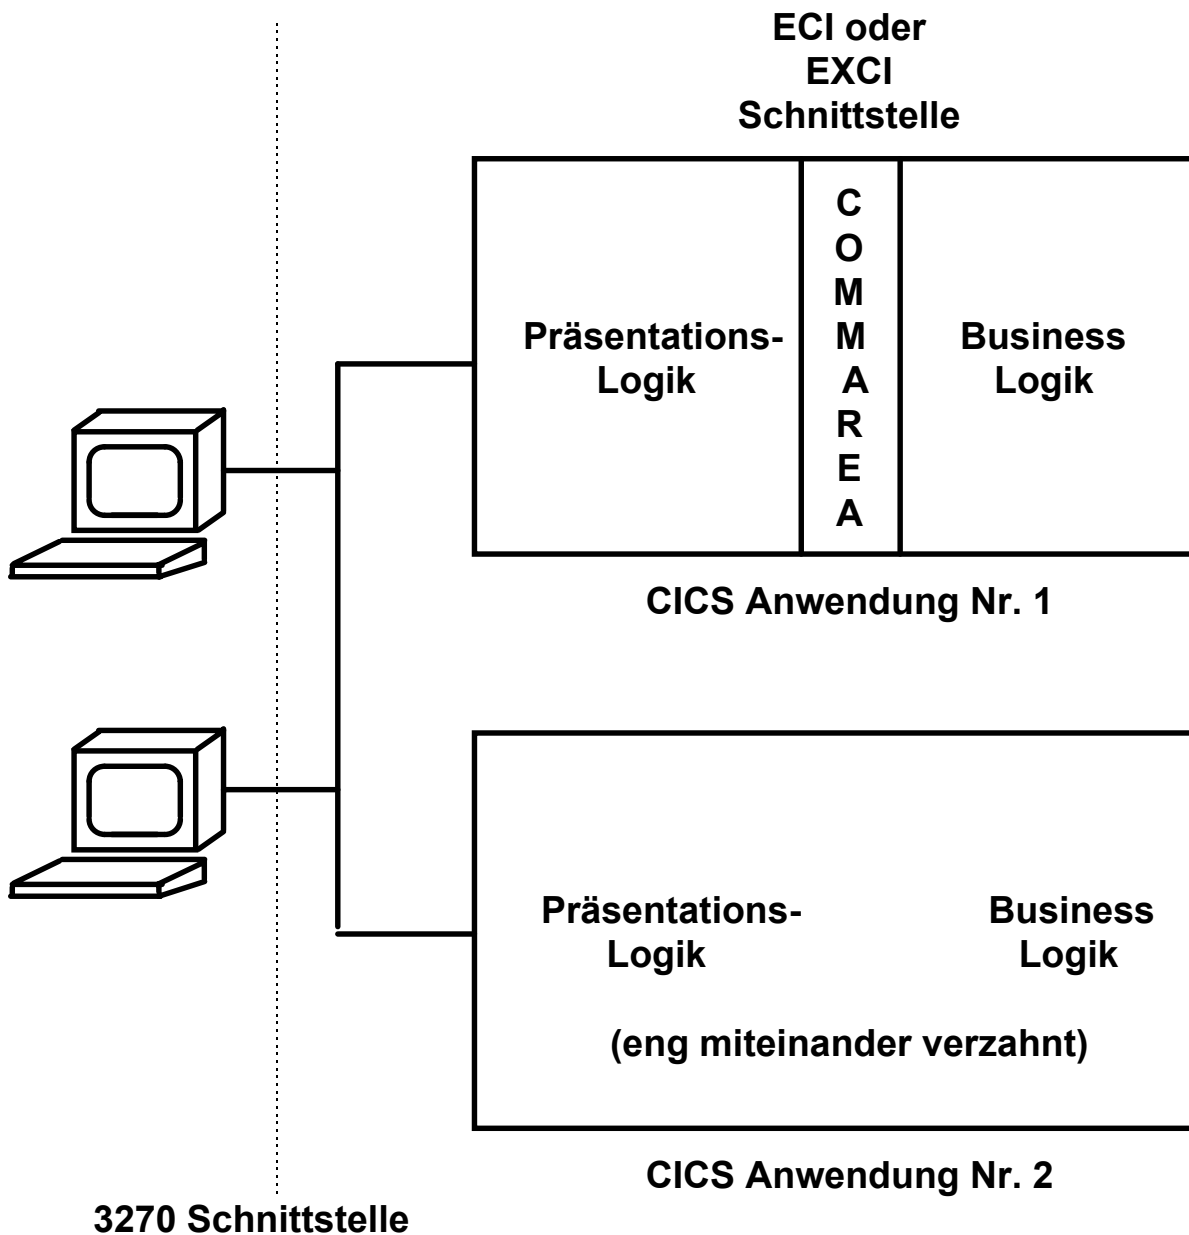 ECI oder
EXCI
Schnittstelle
C
O
M
M
A
R
E
A
Präsentations-
Logik
Business
Logik
CICS Anwendung Nr. 1
Präsentations-
Logik
Business
Logik
(eng miteinander verzahnt)
CICS Anwendung Nr. 2
3270 Schnittstelle